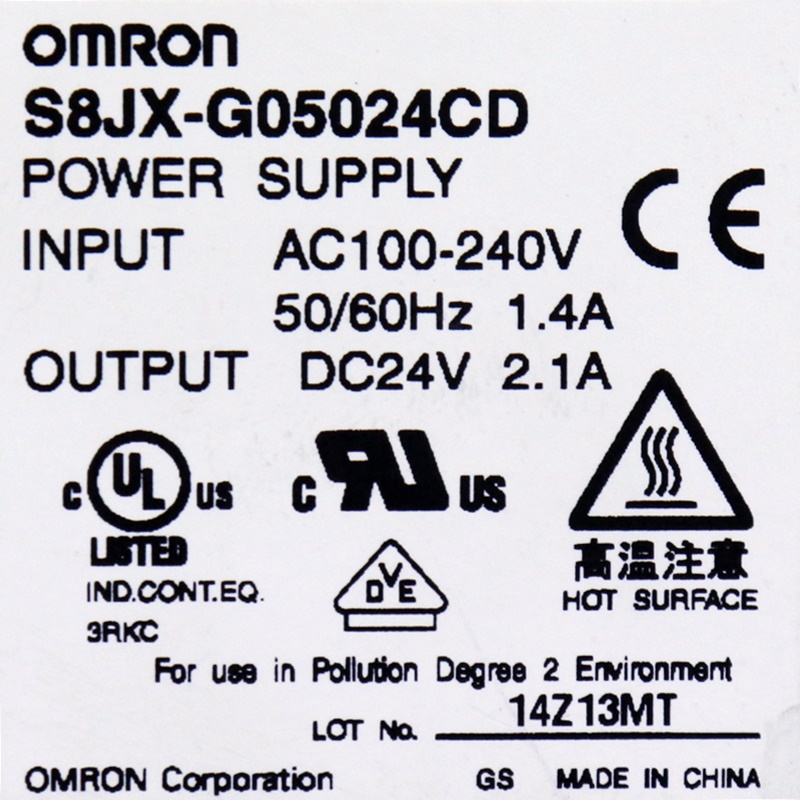 OMRON
S8JX-G05024CD
POWER SUPPLY
CE
INPUT AC100-240V
50/60Hz 1.4A
OUTPUT DC24V 2.1A
C UL US
LISTED
C RU US
IND.CONT.EQ.
3RKC
DVE
高温注意
HOT SURFACE
For use in Pollution Degree 2 Environment
LOT No. 14Z13MT
OMRON Corporation GS MADE IN CHINA